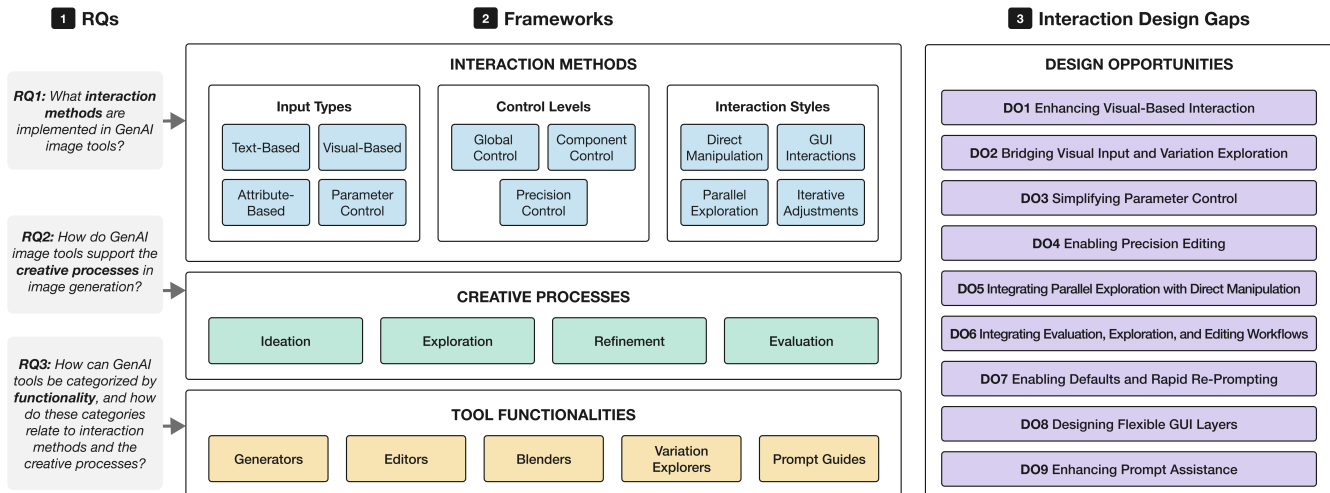 1 RQs
RQ1: What interaction
methods are
implemented in GenAI
image tools?
RQ2: How do GenAI
image tools support the
creative processes in
image generation?
RQ3: How can GenAI
tools be categorized by
functionality, and how
do these categories
relate to interaction
methods and the
creative processes?
2 Frameworks
INTERACTION METHODS
Input Types
Text-Based
Visual-Based
Attribute-
Based
Parameter
Control
Control Levels
Global
Control
Component
Control
Precision
Control
Interaction Styles
Direct
Manipulation
GUI
Interactions
Parallel
Exploration
Iterative
Adjustments
CREATIVE PROCESSES
Ideation
Exploration
Refinement
Evaluation
TOOL FUNCTIONALITIES
Generators
Editors
Blenders
Variation
Explorers
Prompt Guides
3 Interaction Design Gaps
DESIGN OPPORTUNITIES
DO1 Enhancing Visual-Based Interaction
DO2 Bridging Visual Input and Variation Exploration
DO3 Simplifying Parameter Control
DO4 Enabling Precision Editing
DO5 Integrating Parallel Exploration with Direct Manipulation
DO6 Integrating Evaluation, Exploration, and Editing Workflows
DO7 Enabling Defaults and Rapid Re-Prompting
DO8 Designing Flexible GUI Layers
DO9 Enhancing Prompt Assistance